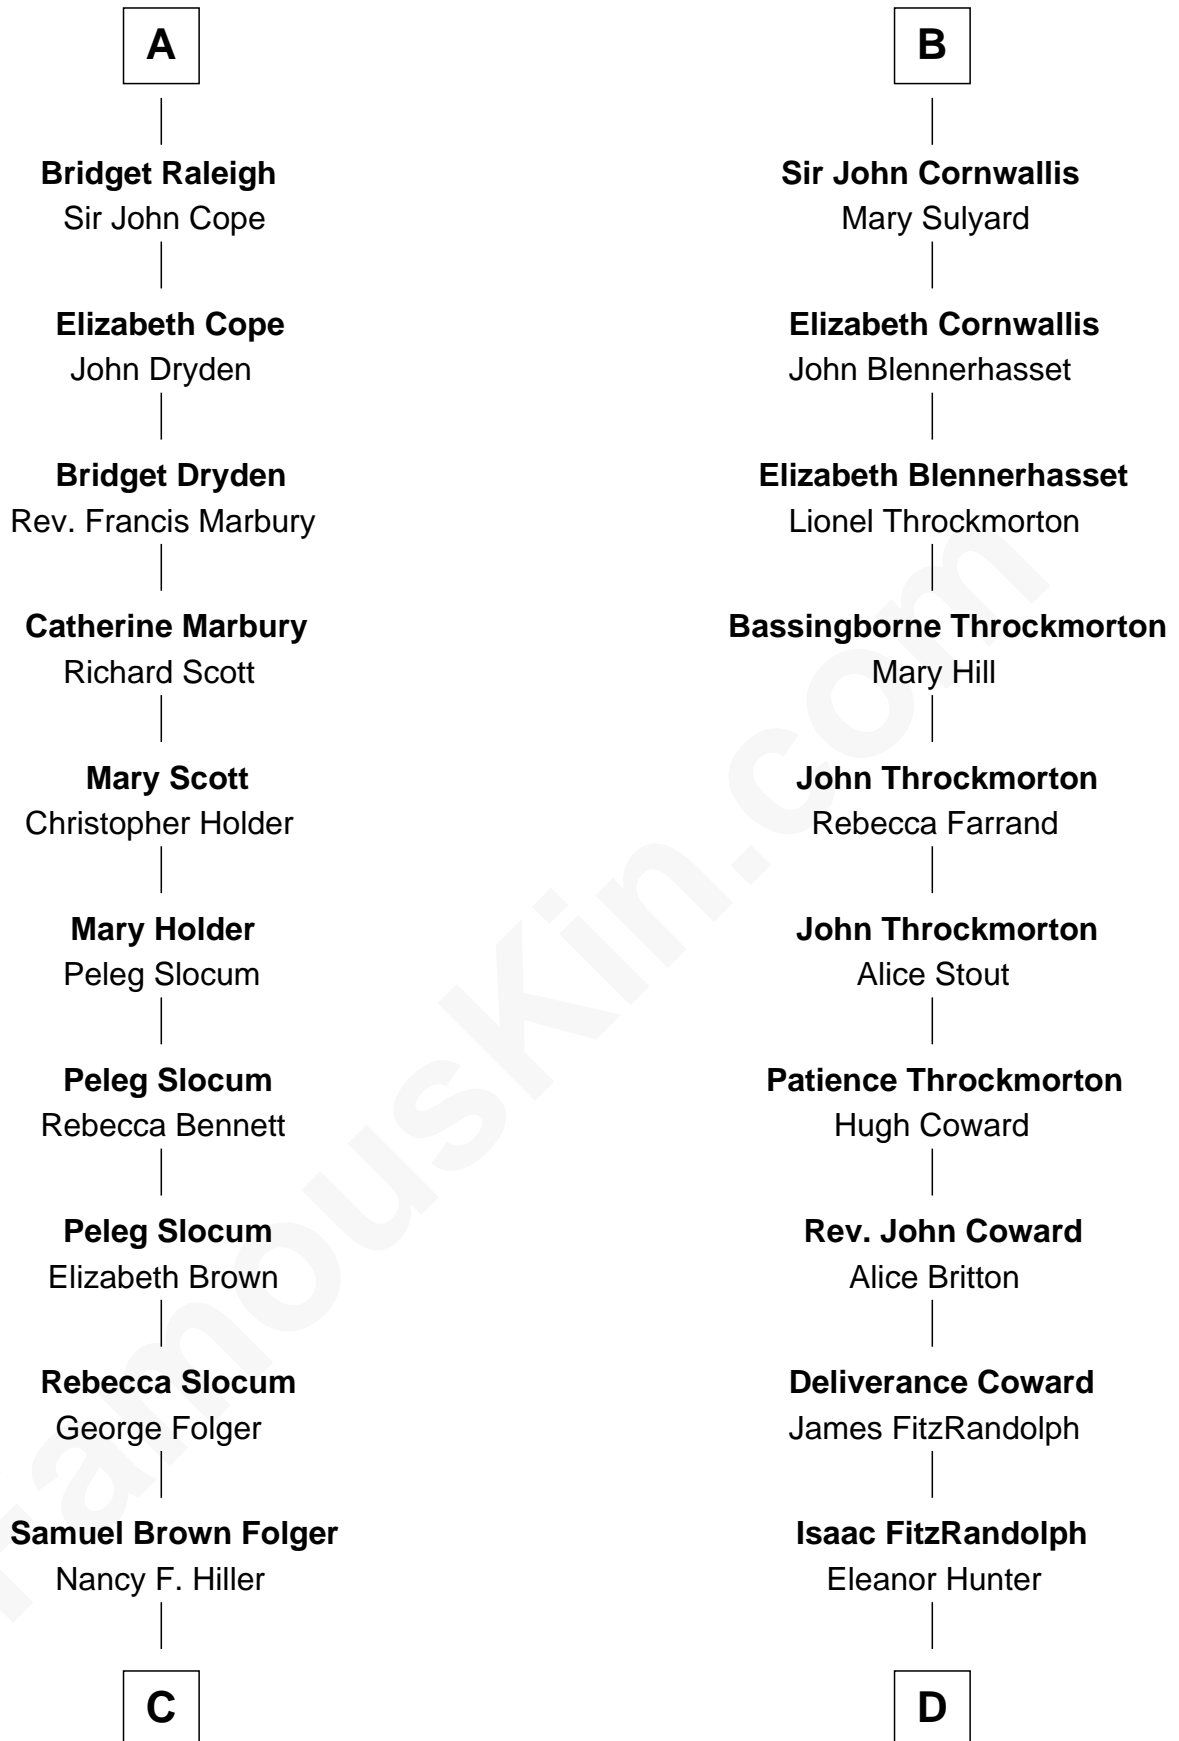 A
Bridget Raleigh
Sir John Cope
Elizabeth Cope
John Dryden
Bridget Dryden
Rev. Francis Marbury
Catherine Marbury
Richard Scott
Mary Scott
Christopher Holder
Mary Holder
Peleg Slocum
Peleg Slocum
Rebecca Bennett
Peleg Slocum
Elizabeth Brown
Rebecca Slocum
George Folger
Samuel Brown Folger
Nancy F. Hiller
C
B
Sir John Cornwallis
Mary Sulyard
Elizabeth Cornwallis
John Blennerhasset
Elizabeth Blennerhasset
Lionel Throckmorton
Bassingborne Throckmorton
Mary Hill
John Throckmorton
Rebecca Farrand
John Throckmorton
Alice Stout
Patience Throckmorton
Hugh Coward
Rev. John Coward
Alice Britton
Deliverance Coward
James FitzRandolph
Isaac FitzRandolph
Eleanor Hunter
D
FamousKin.com